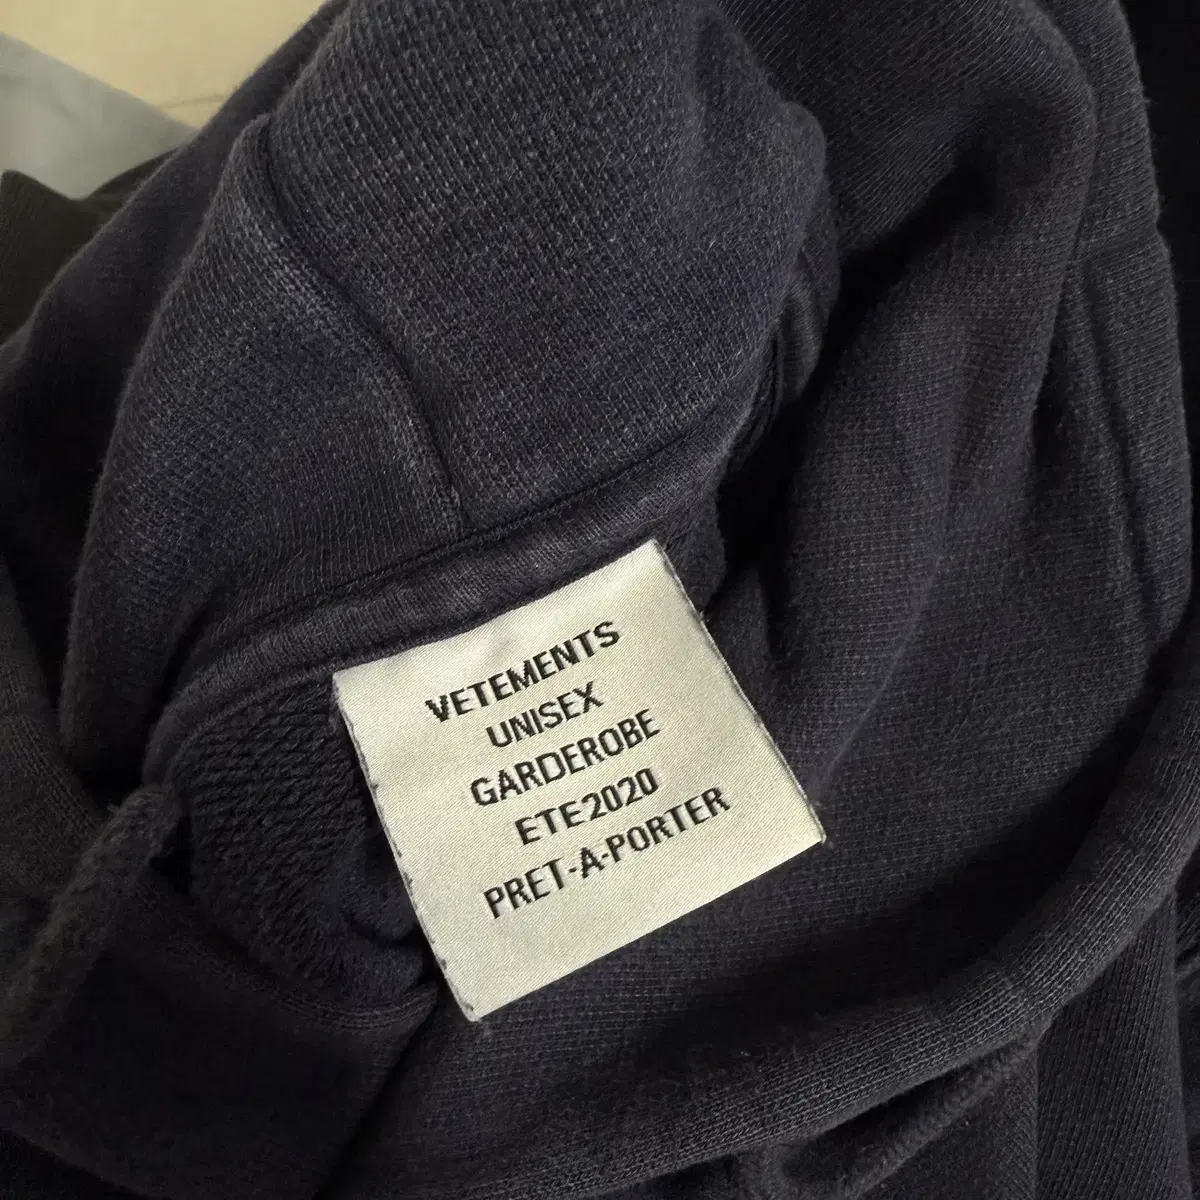 VETEMENTS
UNISEX
GARDEROBE
ETE2020
PRET-A-PORTER